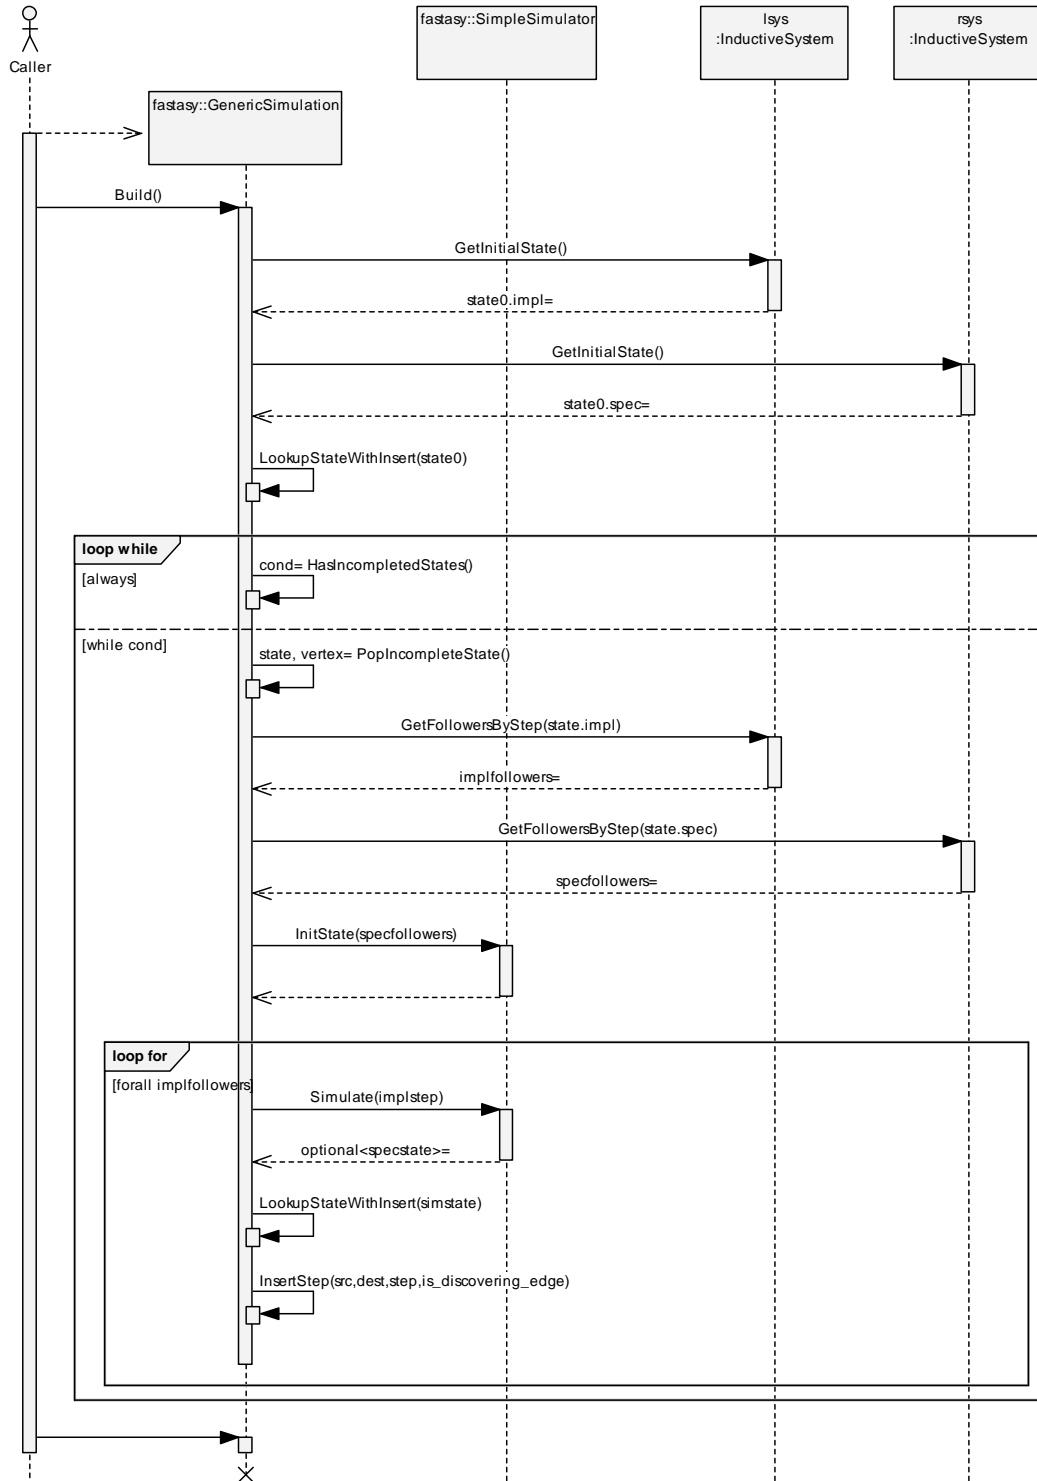 fastasy::SimpleSimulator
lsys
:InductiveSystem
rsys
:InductiveSystem
Caller
fastasy::GenericSimulation
Build()
GetInitialState()
state0.impl=
GetInitialState()
state0.spec=
LookupStateWithInsert(state0)
loop while
[always]
cond= HasIncompletedStates()
[while cond]
state, vertex= PopIncompleteState()
GetFollowersByStep(state.impl)
implfollowers=
GetFollowersByStep(state.spec)
specfollowers=
InitState(specfollowers)
loop for
[forall implfollowers]
Simulate(implstep)
optional<specstate>=
LookupStateWithInsert(simstate)
InsertStep(src,dest,step,is_discovering_edge)